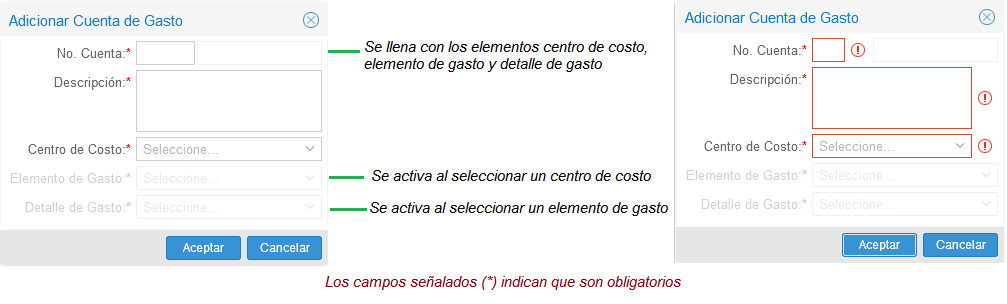 Adicionar Cuenta de Gasto
No. Cuenta:*
Descripción:*
Centro de Costo:* Seleccione...
Elemento de Gasto:* Seleccione...
Detalle de Gasto:* Seleccione...
Aceptar Cancelar
Se llena con los elementos centro de costo,
elemento de gasto y detalle de gasto
Se activa al seleccionar un centro de costo
Se activa al seleccionar un elemento de gasto
Adicionar Cuenta de Gasto
No. Cuenta:*
Descripción:*
Centro de Costo:* Seleccione...
Elemento de Gasto:* Seleccione...
Detalle de Gasto:* Seleccione...
Aceptar Cancelar
Los campos señalados (*) indican que son obligatorios